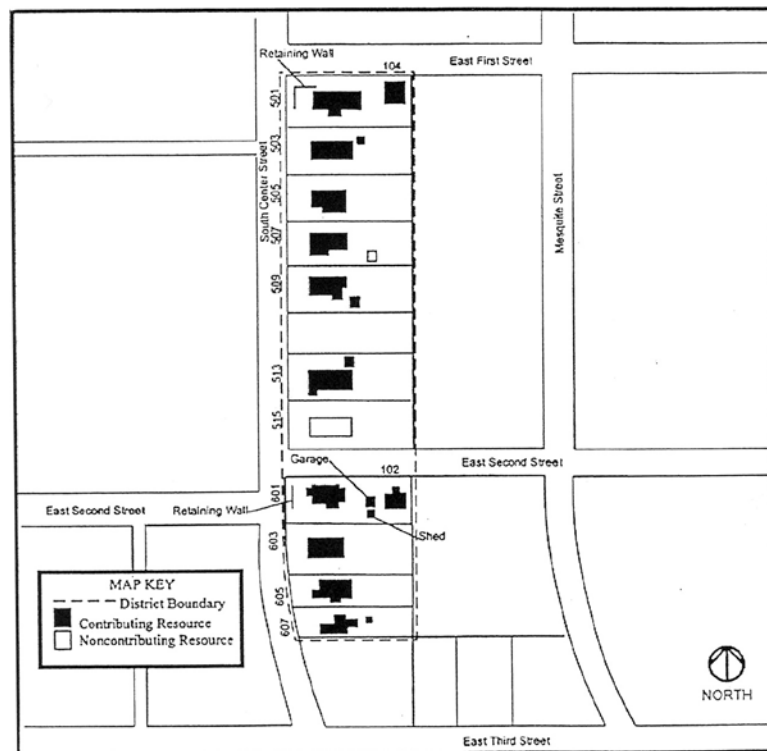 Retaining Wall
104
East First Street
501
503
South Center Street
505
507
Mesquite Street
509
513
515
Garage
102
East Second Street
601
East Second Street
Retaining Wall
Shed
603
MAP KEY
District Boundary
Contributing Resource
Noncontributing Resource
605
607
NORTH
East Third Street